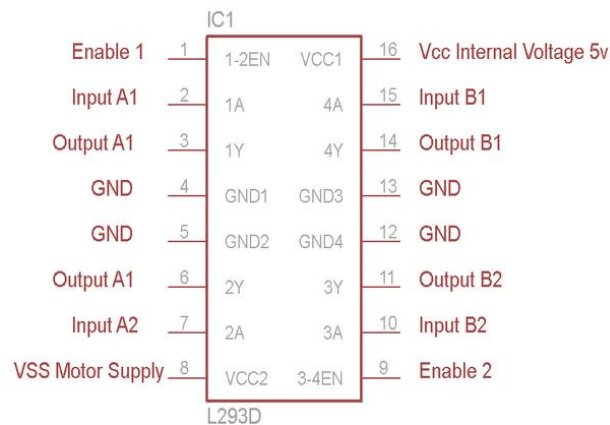 IC1
Enable 1 1 1-2EN VCC1 16 Vcc Internal Voltage 5v
Input A1 2 1A 4A 15 Input B1
Output A1 3 1Y 4Y 14 Output B1
GND 4 GND1 GND3 13 GND
GND 5 GND2 GND4 12 GND
Output A1 6 2Y 3Y 11 Output B2
Input A2 7 2A 3A 10 Input B2
VSS Motor Supply 8 VCC2 3-4EN 9 Enable 2
L293D